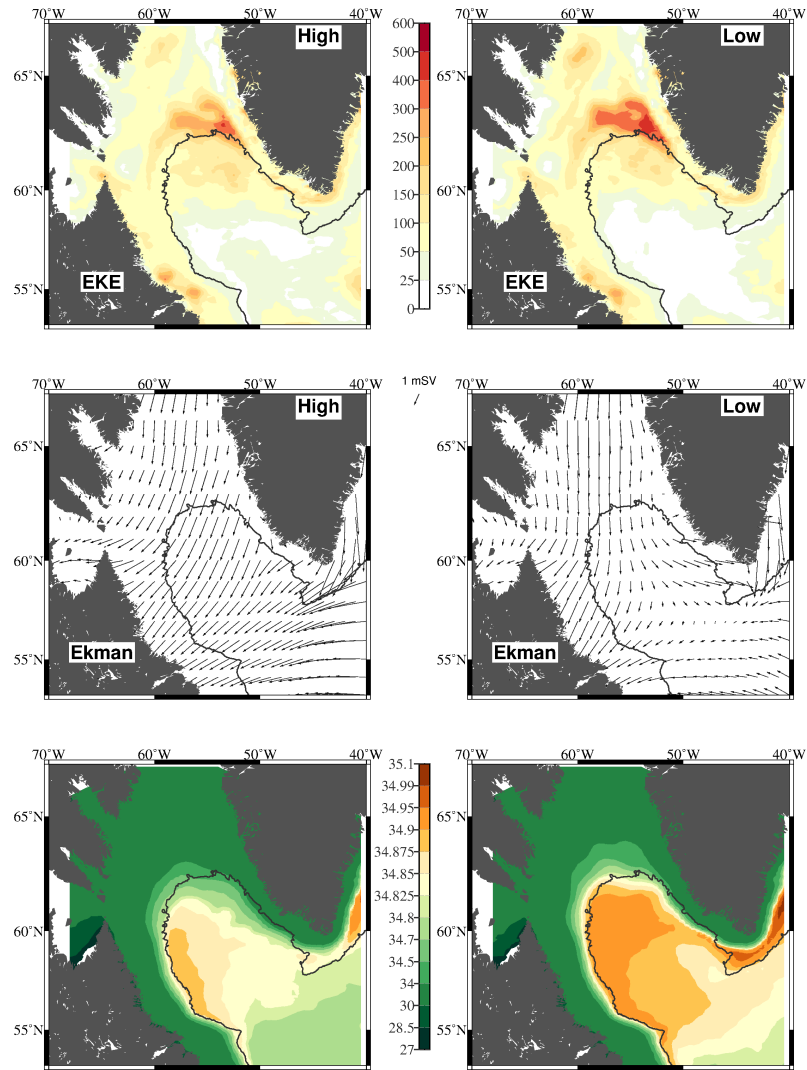 70˚W 60˚W 50˚W 40˚W
70˚W 60˚W 50˚W 40˚W
High
Low
65˚N
60˚N
55˚N
65˚N
60˚N
55˚N
EKE
EKE
600
500
400
300
200
150
100
50
25
0
70˚W 60˚W 50˚W 40˚W
70˚W 60˚W 50˚W 40˚W
1 mSV
High
Low
65˚N
60˚N
55˚N
65˚N
60˚N
55˚N
Ekman
Ekman
70˚W 60˚W 50˚W 40˚W
70˚W 60˚W 50˚W 40˚W
65˚N
60˚N
55˚N
65˚N
60˚N
55˚N
35.1
34.99
34.95
34.9
34.875
34.85
34.825
34.8
34.7
34.5
34
30
28.5
27